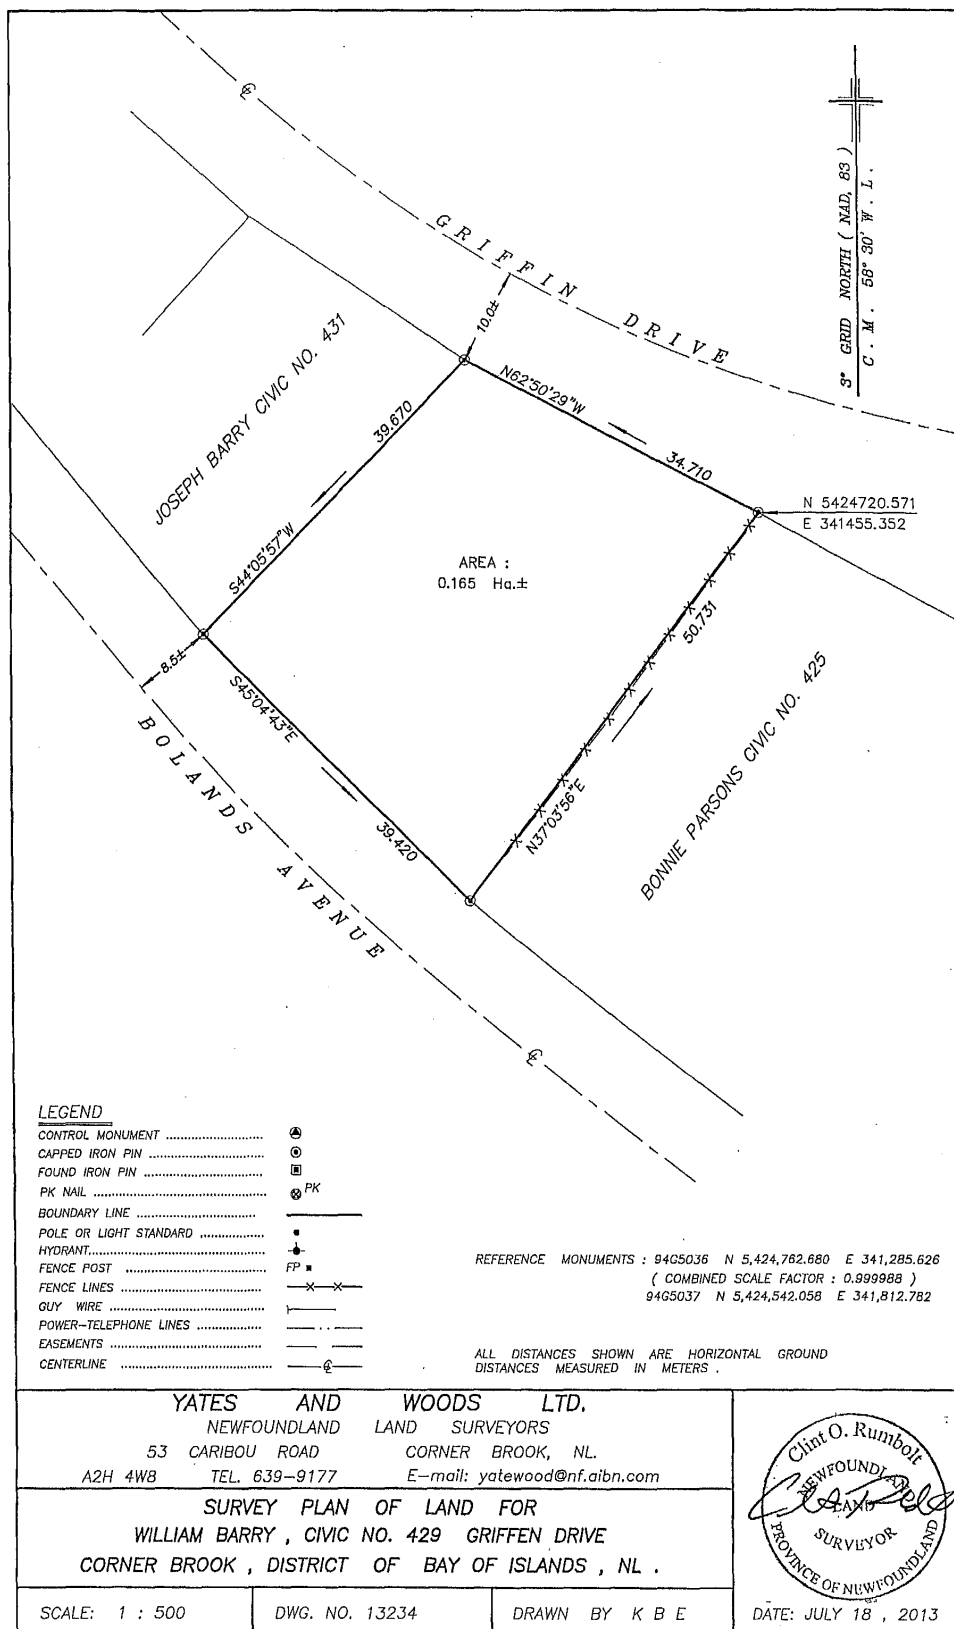 ℄
GRIFFIN DRIVE
3° GRID NORTH ( NAD, 83 )
C . M . 58° 30' W . L .
10.0±
N62°50'29"W
34.710
JOSEPH BARRY CIVIC NO. 431
39.670
S44°05'57"W
N 5424720.571
E 341455.352
AREA :
0.165 Ha.±
50.731
N37°03'56"E
BONNIE PARSONS CIVIC NO. 425
8.5±
S45°04'43"E
39.420
BOLANDS AVENUE
℄
LEGEND
CONTROL MONUMENT
CAPPED IRON PIN
FOUND IRON PIN
PK NAIL PK
BOUNDARY LINE
POLE OR LIGHT STANDARD
HYDRANT
FENCE POST FP
FENCE LINES
GUY WIRE
POWER-TELEPHONE LINES
EASEMENTS
CENTERLINE ℄
REFERENCE MONUMENTS : 94G5036 N 5,424,762.680 E 341,285.626
( COMBINED SCALE FACTOR : 0.999988 )
94G5037 N 5,424,542.058 E 341,812.782
ALL DISTANCES SHOWN ARE HORIZONTAL GROUND
DISTANCES MEASURED IN METERS .
YATES AND WOODS LTD.
NEWFOUNDLAND LAND SURVEYORS
53 CARIBOU ROAD CORNER BROOK, NL.
A2H 4W8 TEL. 639-9177 E-mail: yatewood@nf.aibn.com
SURVEY PLAN OF LAND FOR
WILLIAM BARRY , CIVIC NO. 429 GRIFFEN DRIVE
CORNER BROOK , DISTRICT OF BAY OF ISLANDS , NL .
SCALE: 1 : 500
DWG. NO. 13234
DRAWN BY K B E
Clint O. Rumbolt
NEWFOUNDLAND
LAND
SURVEYOR
PROVINCE OF NEWFOUNDLAND
DATE: JULY 18 , 2013